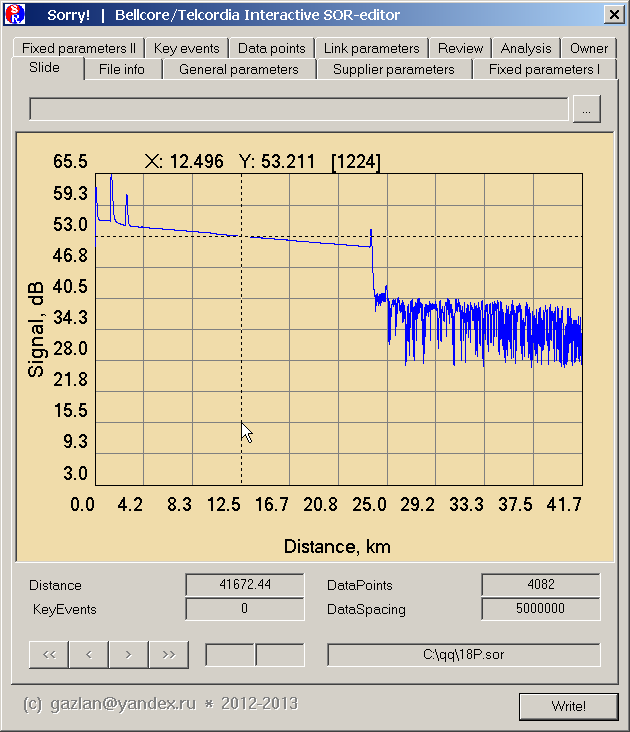 Sorry! | Bellcore/Telcordia Interactive SOR-editor
Fixed parameters II Key events Data points Link parameters Review Analysis Owner
Slide File info General parameters Supplier parameters Fixed parameters I
...
X: 12.496 Y: 53.211 [1224]
65.5
59.3
53.0
46.8
40.5
34.3
28.0
21.8
15.5
9.3
3.0
Signal, dB
0.0 4.2 8.3 12.5 16.7 20.8 25.0 29.2 33.3 37.5 41.7
Distance, km
Distance 41672.44 DataPoints 4082
KeyEvents 0 DataSpacing 5000000
<< < > >> C:\qq\18P.sor
(c) gazlan@yandex.ru * 2012-2013 Write!